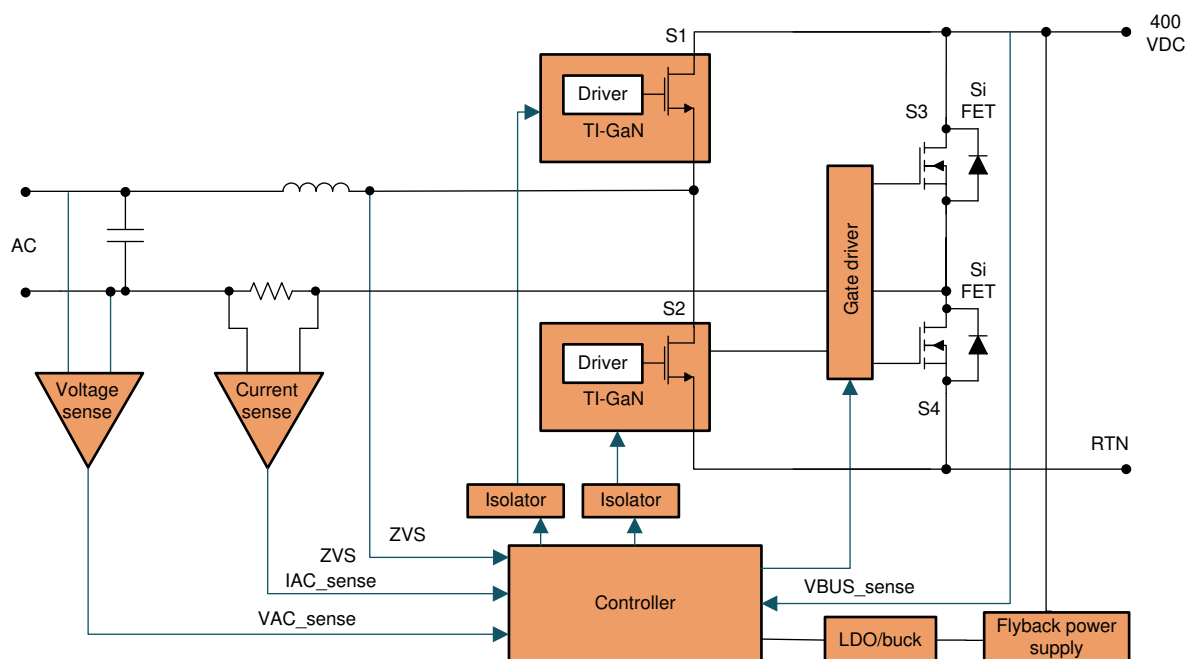 400
VDC
S1
Driver
TI-GaN
Si
FET
S3
AC
Gate driver
Si
FET
S2
Driver
TI-GaN
S4
Voltage
sense
Current
sense
RTN
Isolator
Isolator
ZVS
ZVS
IAC_sense
VAC_sense
Controller
VBUS_sense
LDO/buck
Flyback power
supply